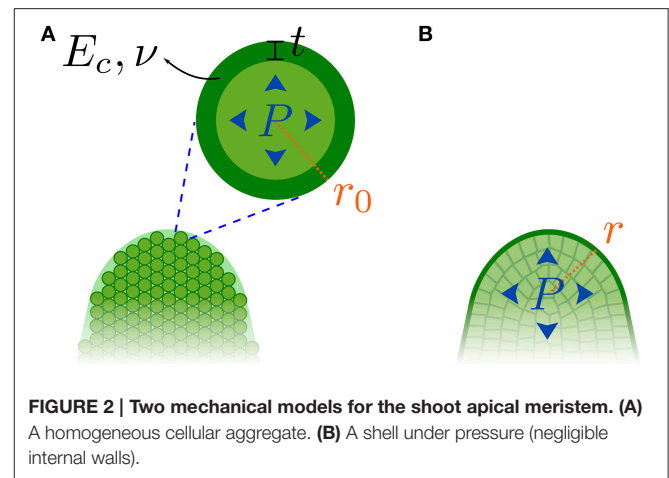 A
B
E_c, ν
t
P
r_0
r
P
FIGURE 2 | Two mechanical models for the shoot apical meristem. (A)
A homogeneous cellular aggregate. (B) A shell under pressure (negligible
internal walls).